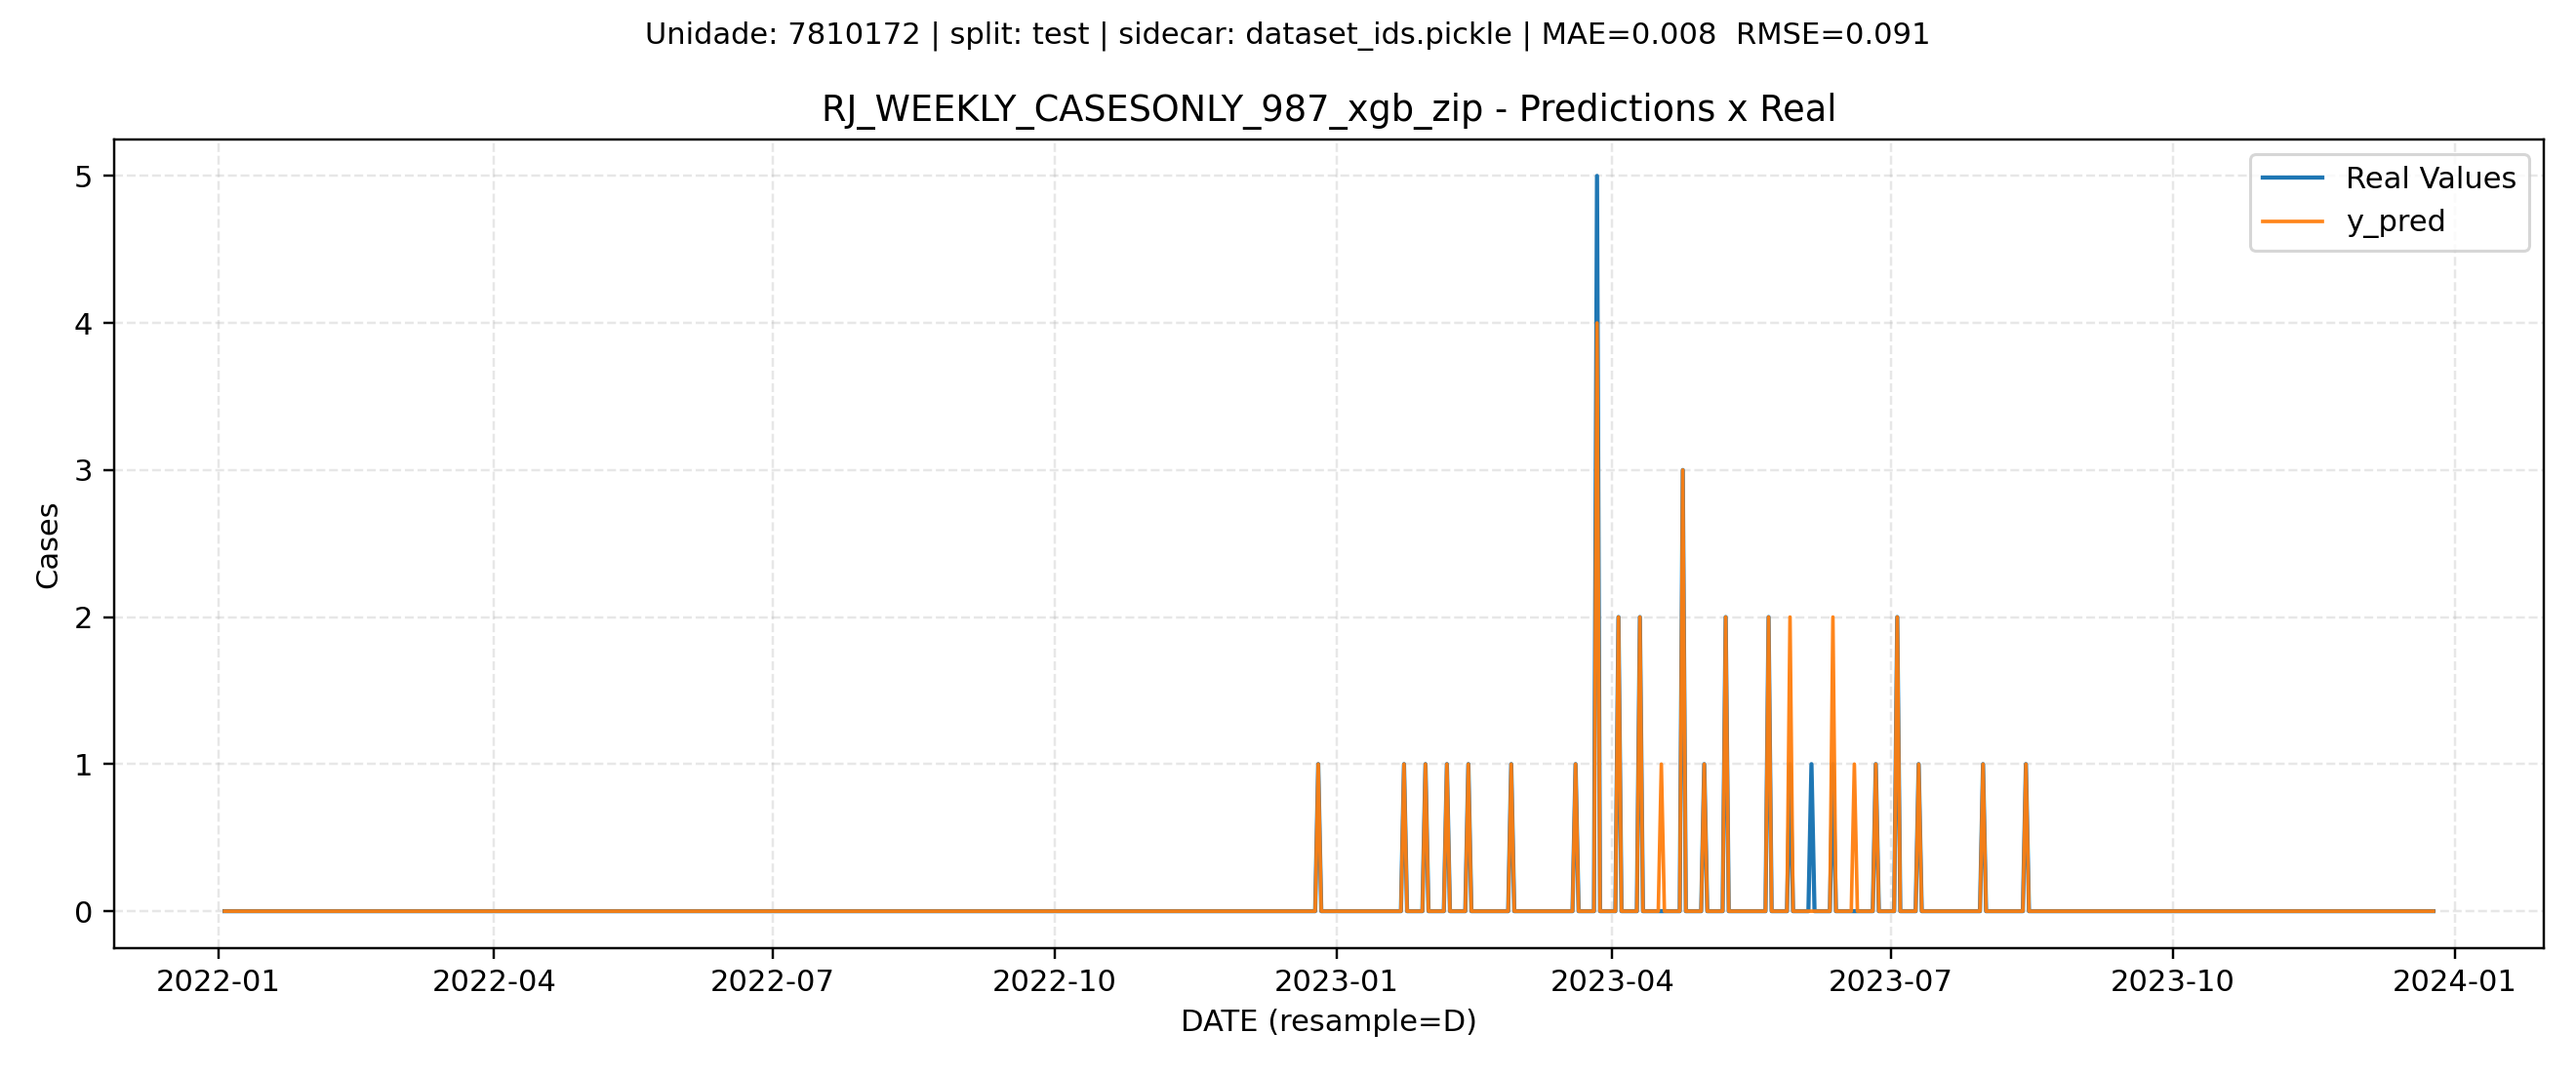 Unidade: 7810172 | split: test | sidecar: dataset_ids.pickle | MAE=0.008  RMSE=0.091
RJ_WEEKLY_CASESONLY_987_xgb_zip - Predictions x Real
Real Values
y_pred
5
4
3
2
1
0
Cases
2022-01
2022-04
2022-07
2022-10
2023-01
2023-04
2023-07
2023-10
2024-01
DATE (resample=D)